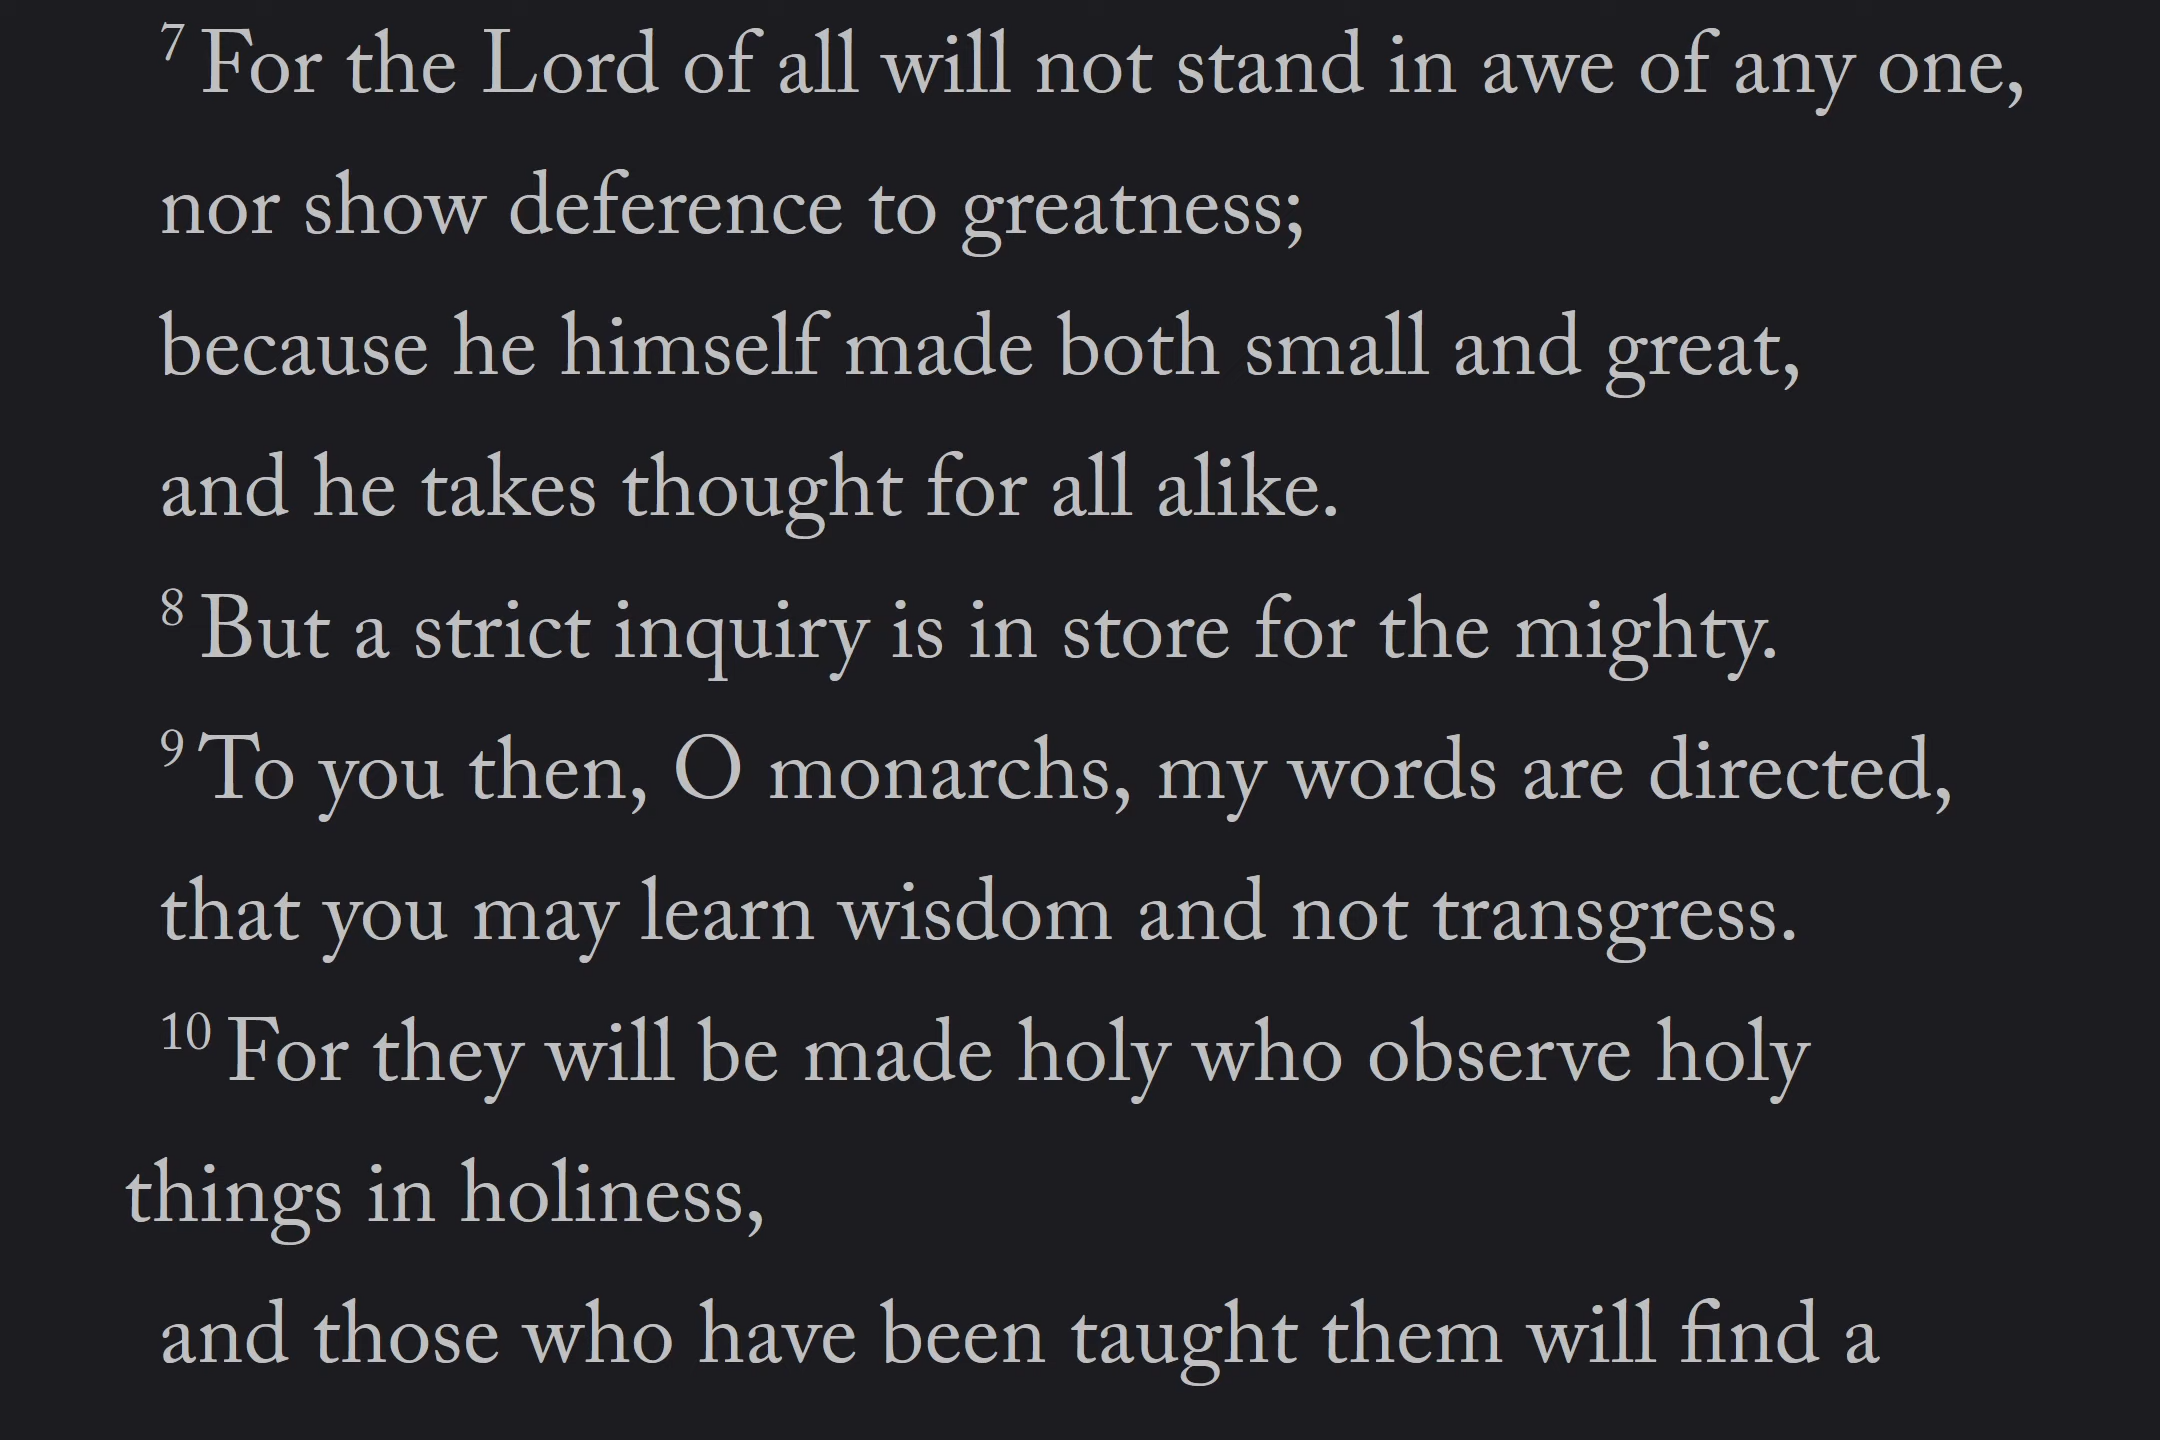 7 For the Lord of all will not stand in awe of any one,
nor show deference to greatness;
because he himself made both small and great,
and he takes thought for all alike.
8 But a strict inquiry is in store for the mighty.
9 To you then, O monarchs, my words are directed,
that you may learn wisdom and not transgress.
10 For they will be made holy who observe holy
things in holiness,
and those who have been taught them will find a